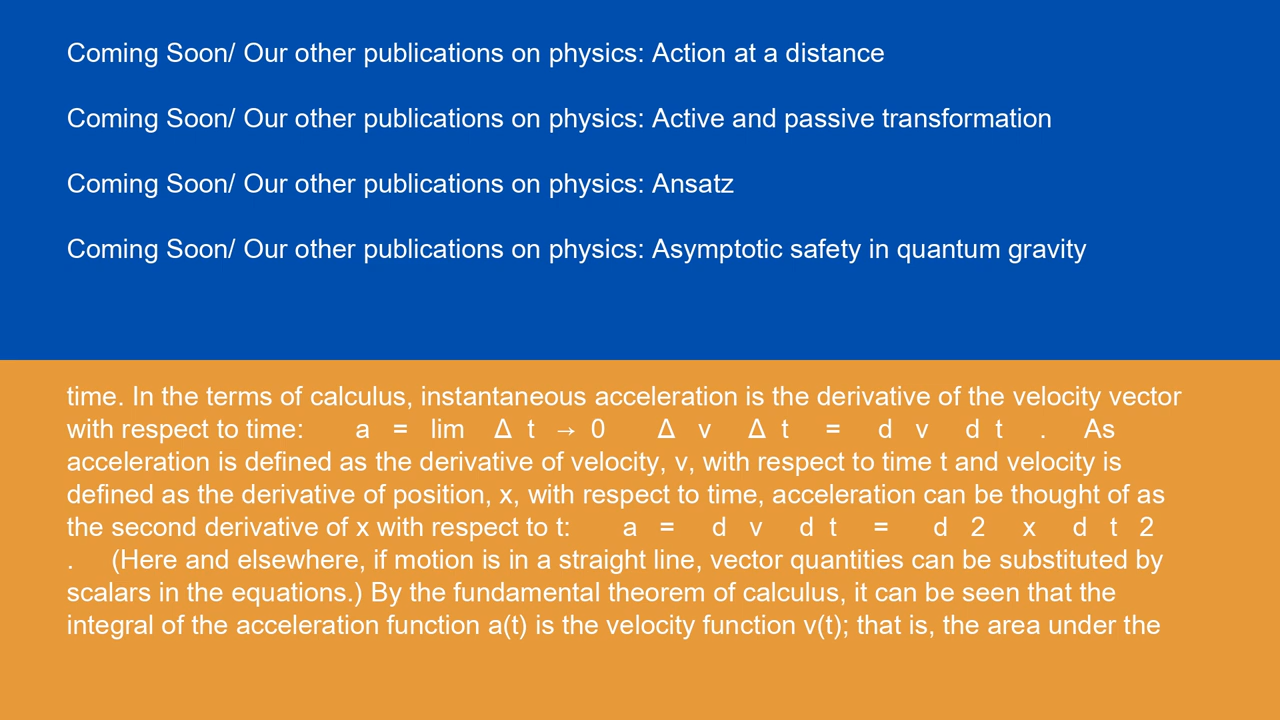 Coming Soon/ Our other publications on physics: Action at a distance
Coming Soon/ Our other publications on physics: Active and passive transformation
Coming Soon/ Our other publications on physics: Ansatz
Coming Soon/ Our other publications on physics: Asymptotic safety in quantum gravity
time. In the terms of calculus, instantaneous acceleration is the derivative of the velocity vector
with respect to time: a = lim Δ t → 0 Δ v Δ t = d v d t . As
acceleration is defined as the derivative of velocity, v, with respect to time t and velocity is
defined as the derivative of position, x, with respect to time, acceleration can be thought of as
the second derivative of x with respect to t: a = d v d t = d 2 x d t 2
. (Here and elsewhere, if motion is in a straight line, vector quantities can be substituted by
scalars in the equations.) By the fundamental theorem of calculus, it can be seen that the
integral of the acceleration function a(t) is the velocity function v(t); that is, the area under the